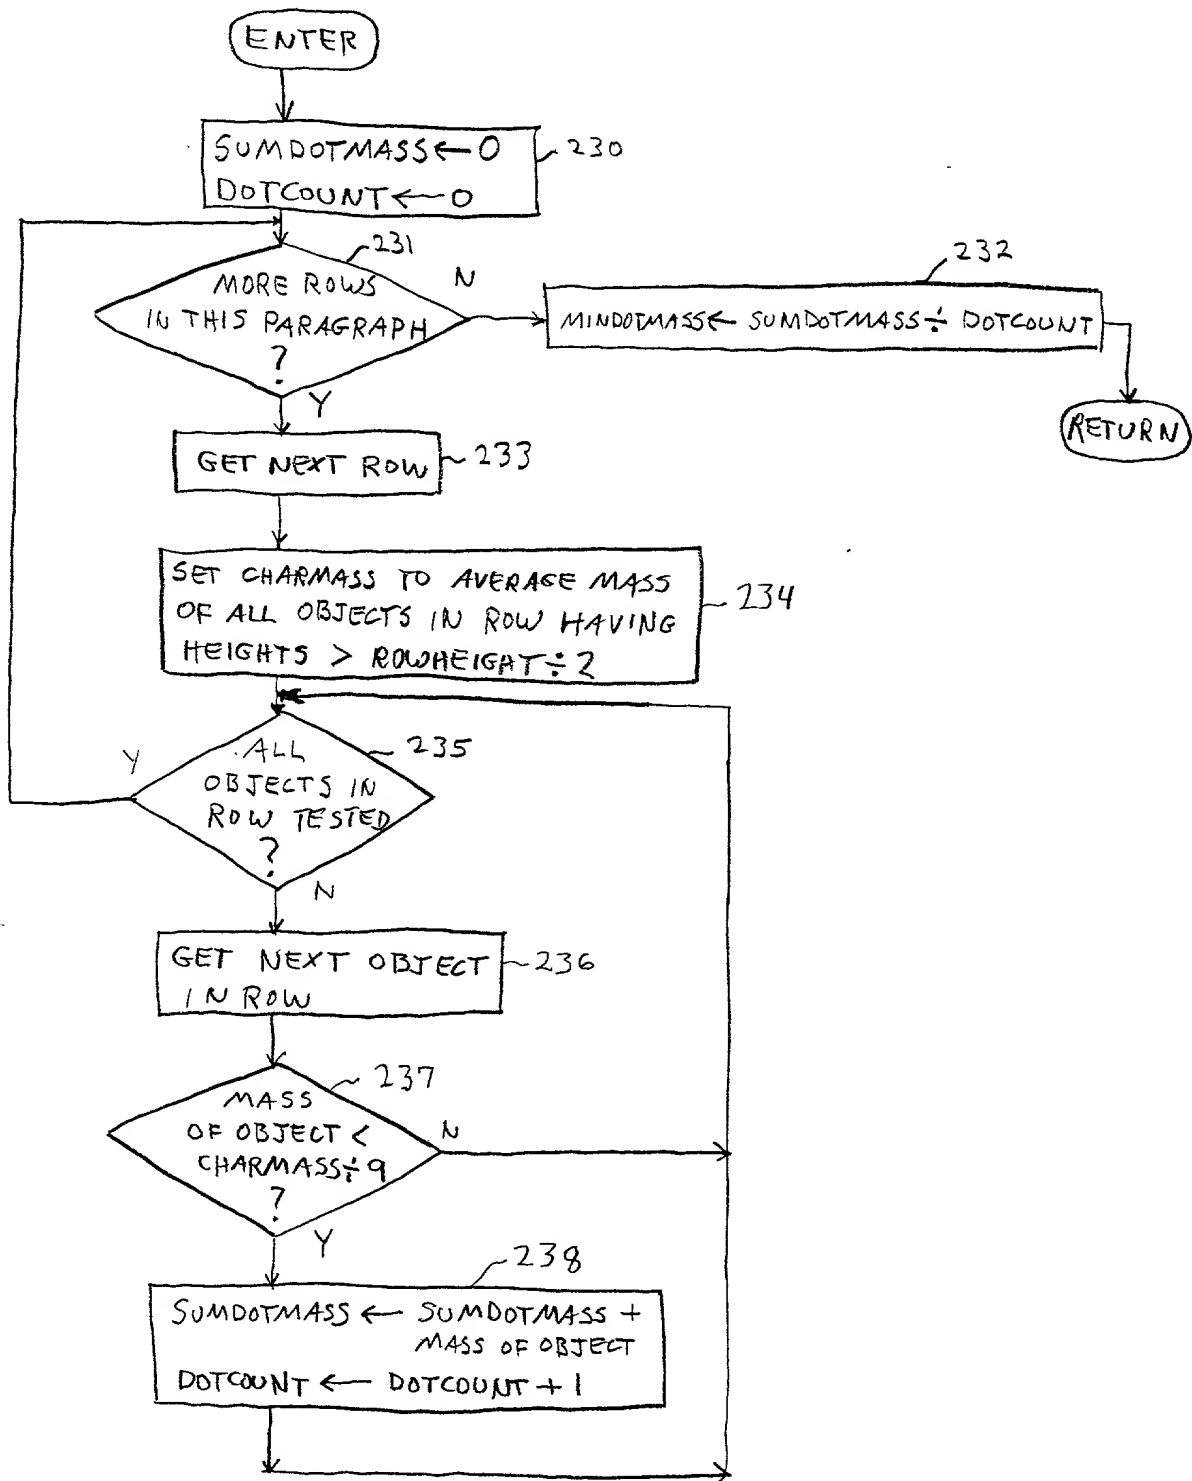 ENTER
SUMDOTMASS ← 0
DOTCOUNT ← 0
230
231
MORE ROWS
IN THIS PARAGRAPH
?
N
Y
232
MINDOTMASS ← SUMDOTMASS ÷ DOTCOUNT
RETURN
GET NEXT ROW
233
SET CHARMASS TO AVERAGE MASS
OF ALL OBJECTS IN ROW HAVING
HEIGHTS > ROWHEIGHT ÷ 2
234
235
ALL
OBJECTS IN
ROW TESTED
?
Y
N
GET NEXT OBJECT
IN ROW
236
237
MASS
OF OBJECT <
CHARMASS ÷ 9
?
N
Y
238
SUMDOTMASS ← SUMDOTMASS +
MASS OF OBJECT
DOTCOUNT ← DOTCOUNT + 1